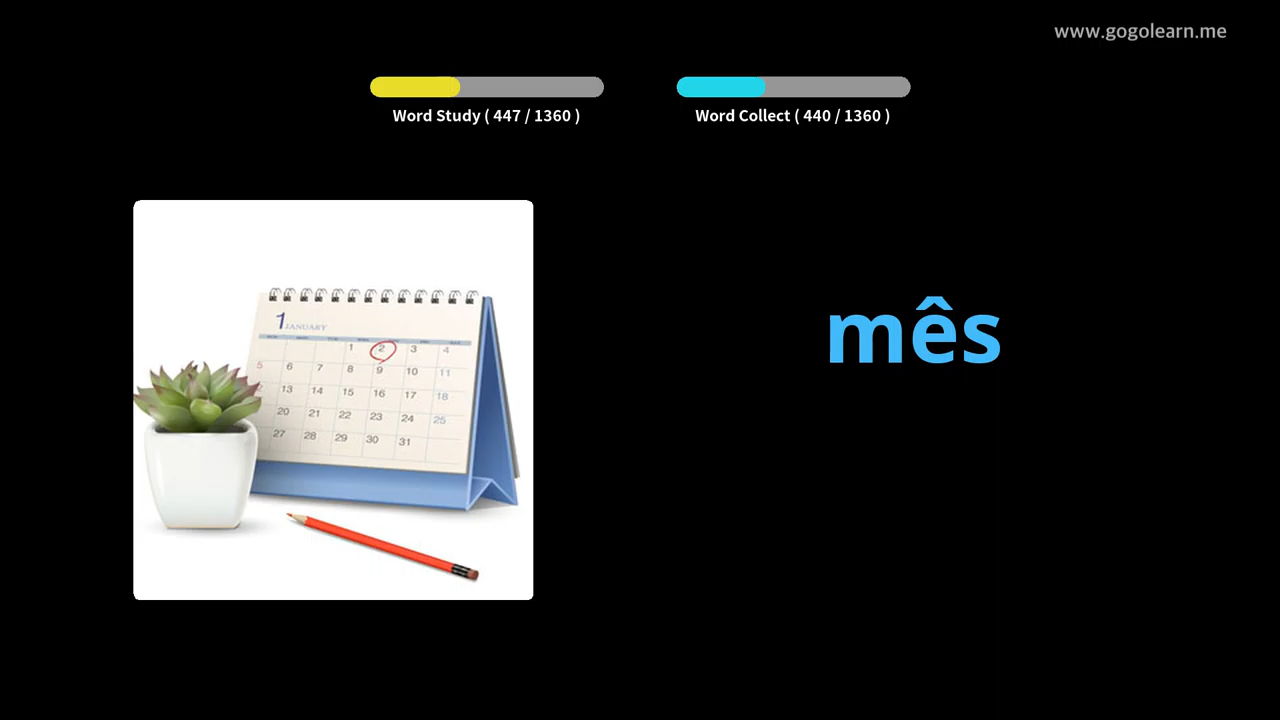 www.gogolearn.me
Word Study ( 447 / 1360 )
Word Collect ( 440 / 1360 )
mês
1 JANUARY
1 2 3 4
5 6 7 8 9 10 11
2 13 14 15 16 17 18
20 21 22 23 24 25
27 28 29 30 31